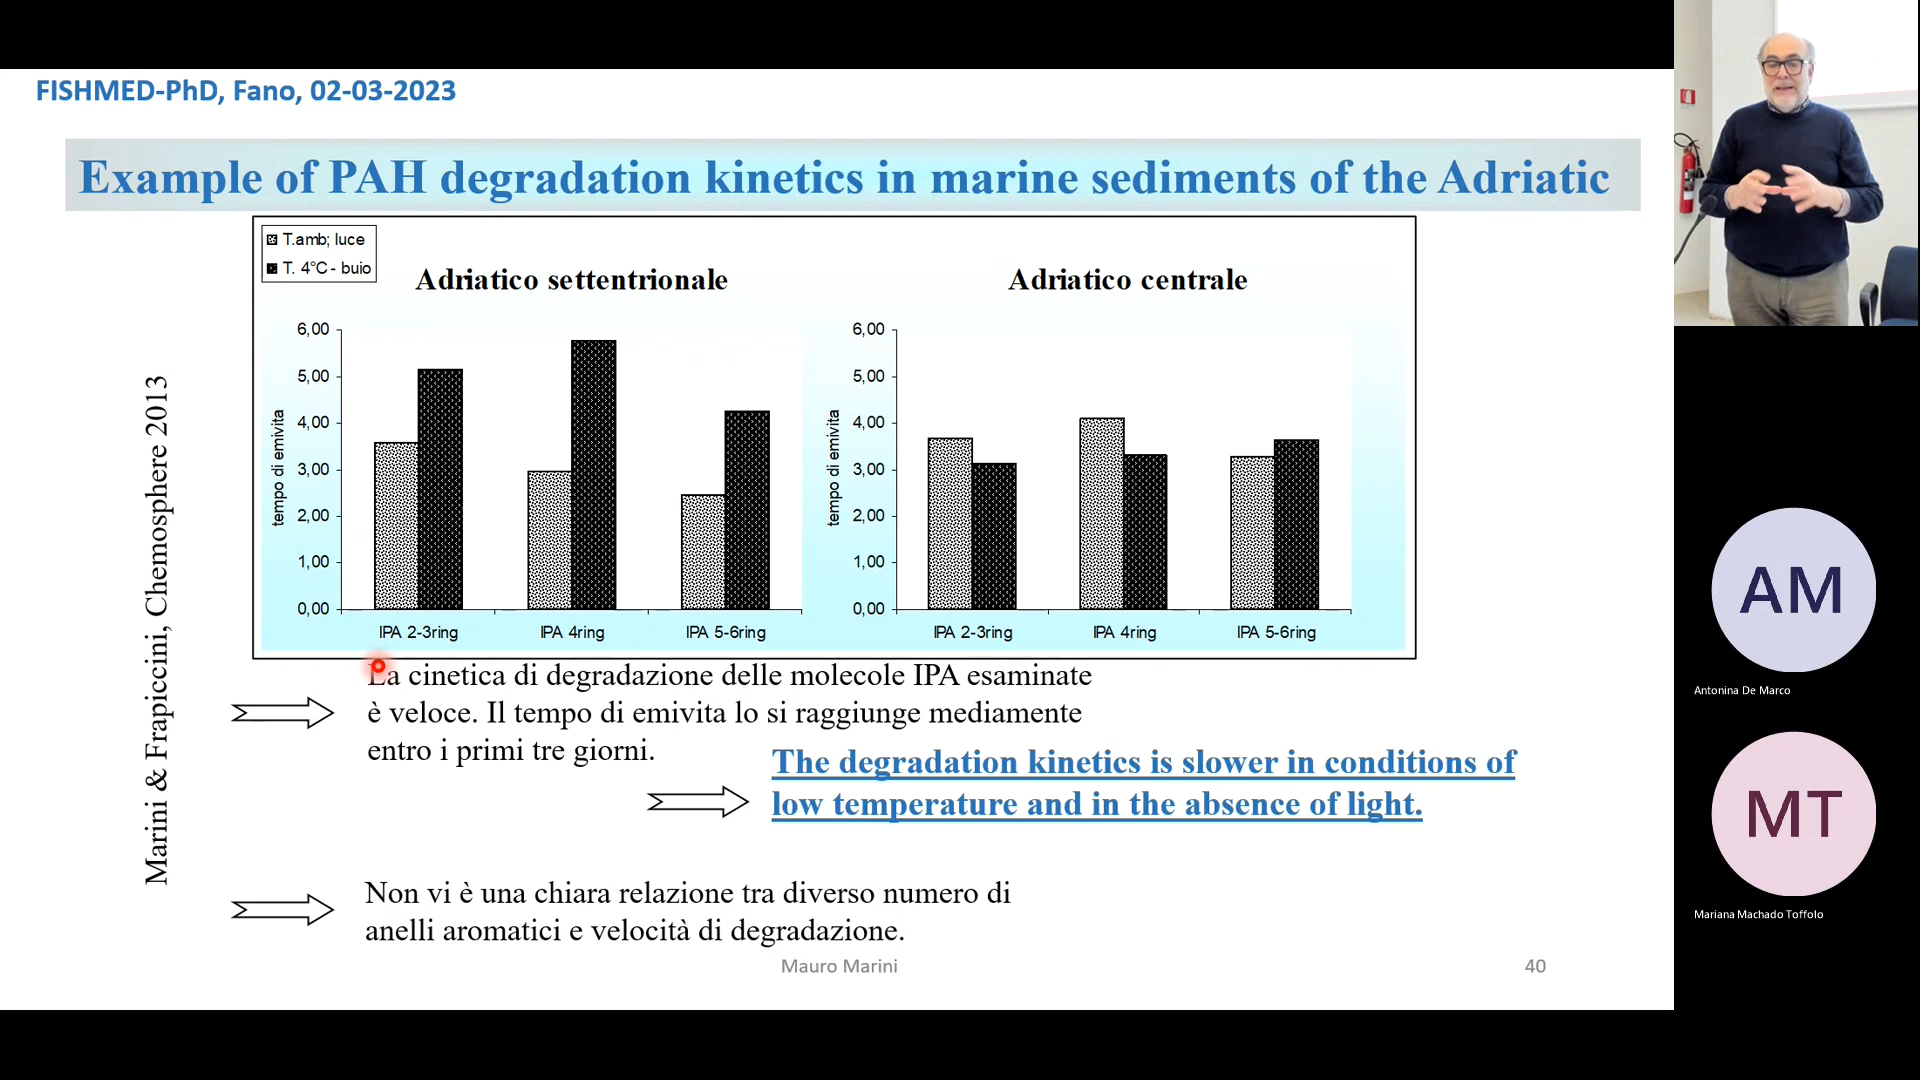 FISHMED-PhD, Fano, 02-03-2023
Example of PAH degradation kinetics in marine sediments of the Adriatic
T.amb; luce
T. 4°C - buio
Adriatico settentrionale
Adriatico centrale
tempo di emivita
6,00
5,00
4,00
3,00
2,00
1,00
0,00
IPA 2-3ring
IPA 4ring
IPA 5-6ring
tempo di emivita
6,00
5,00
4,00
3,00
2,00
1,00
0,00
IPA 2-3ring
IPA 4ring
IPA 5-6ring
Marini & Frapiccini, Chemosphere 2013
La cinetica di degradazione delle molecole IPA esaminate
è veloce. Il tempo di emivita lo si raggiunge mediamente
entro i primi tre giorni.
The degradation kinetics is slower in conditions of
low temperature and in the absence of light.
Non vi è una chiara relazione tra diverso numero di
anelli aromatici e velocità di degradazione.
Mauro Marini
40
AM
Antonina De Marco
MT
Mariana Machado Toffolo